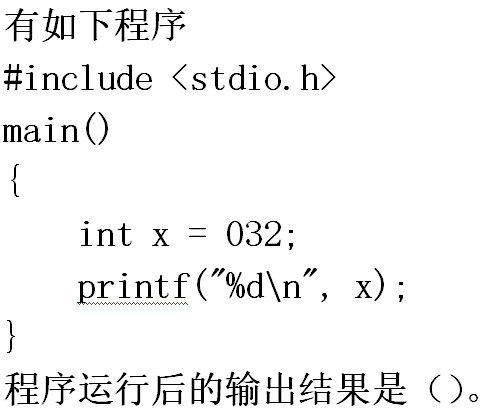 有如下程序
#include <stdio.h>
main()
{
    int x = 032;
    printf("%d\n", x);
}
程序运行后的输出结果是（）。